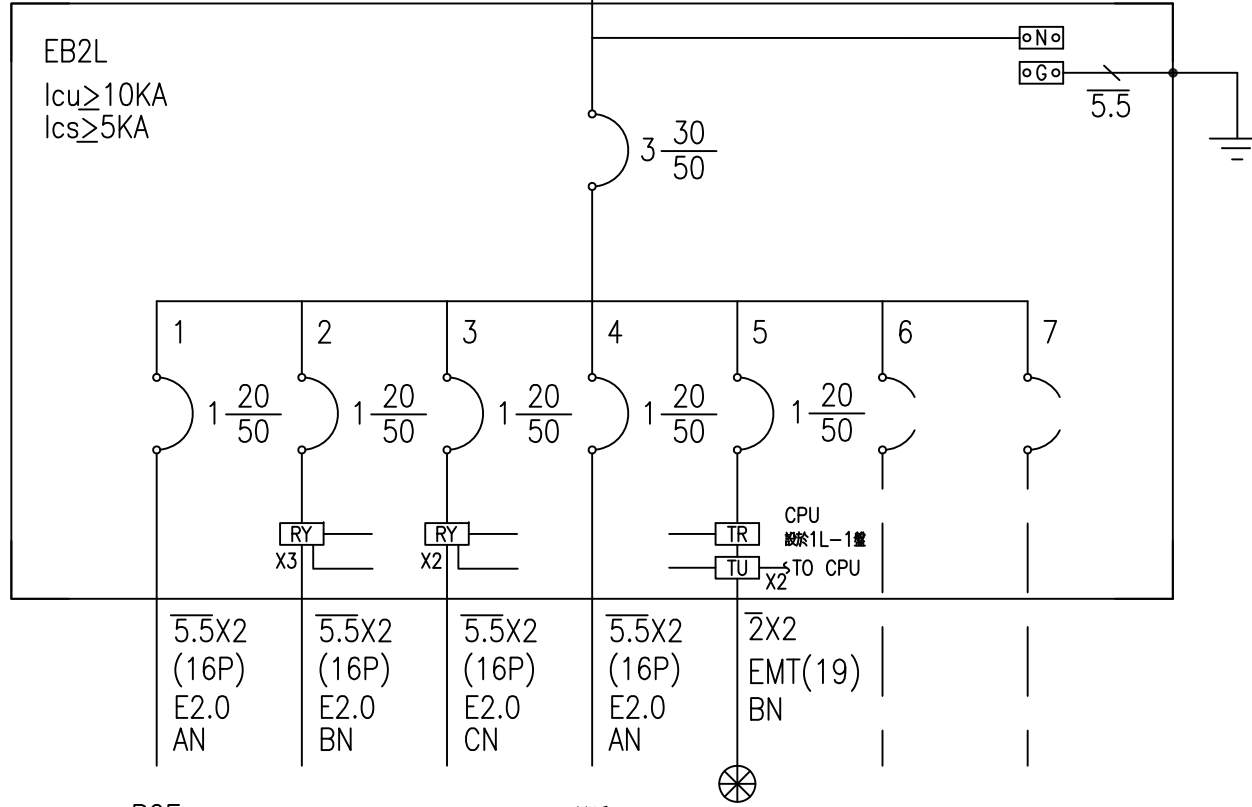 EB2L
Icu≥10KA
Ics≥5KA
N
G
5.5
3 30/50
1 2 3 4 5 6 7
1 20/50 1 20/50 1 20/50 1 20/50 1 20/50
RY RY TR CPU
X3 X2 設於1L-1盤
TU X2 TO CPU
5.5X2 5.5X2 5.5X2 5.5X2 2X2
(16P) (16P) (16P) (16P) EMT(19)
E2.0 E2.0 E2.0 E2.0 BN
AN BN CN AN